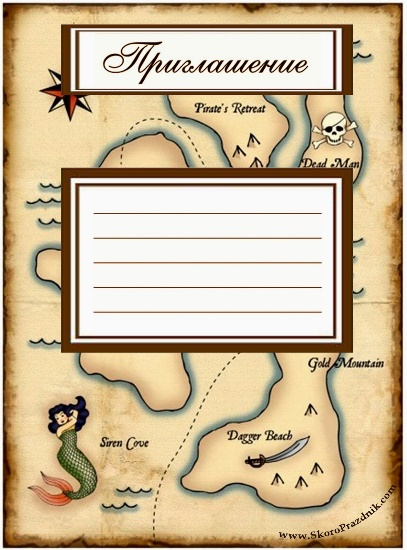 Приглашение
Pirate's Retreat
Dead Man
Gold Mountain
Siren Cove
Dagger Beach
www.SkoroPrazdnik.com